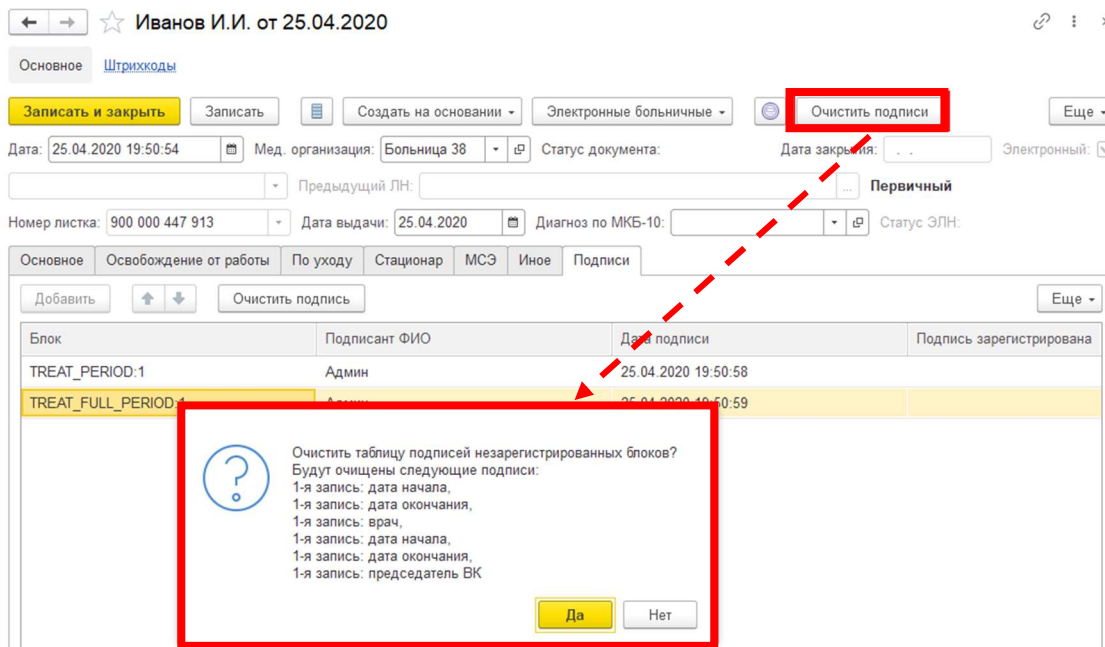 Иванов И.И. от 25.04.2020
Основное Штрихкоды
Записать и закрыть Записать Создать на основании Электронные больничные Очистить подписи Еще
Дата: 25.04.2020 19:50:54 Мед. организация: Больница 38 Статус документа: Дата закрытия: . . Электронный:
Предыдущий ЛН: ... Первичный
Номер листка: 900 000 447 913 Дата выдачи: 25.04.2020 Диагноз по МКБ-10: Статус ЭЛН:
Основное Освобождение от работы По уходу Стационар МСЭ Иное Подписи
Добавить Очистить подпись Еще
Блок Подписант ФИО Дата подписи Подпись зарегистрирована
TREAT_PERIOD:1 Админ 25.04.2020 19:50:58
TREAT_FULL_PERIOD:1 Админ 25.04.2020 19:50:59
Очистить таблицу подписей незарегистрированных блоков?
Будут очищены следующие подписи:
1-я запись: дата начала,
1-я запись: дата окончания,
1-я запись: врач,
1-я запись: дата начала,
1-я запись: дата окончания,
1-я запись: председатель ВК
Да Нет